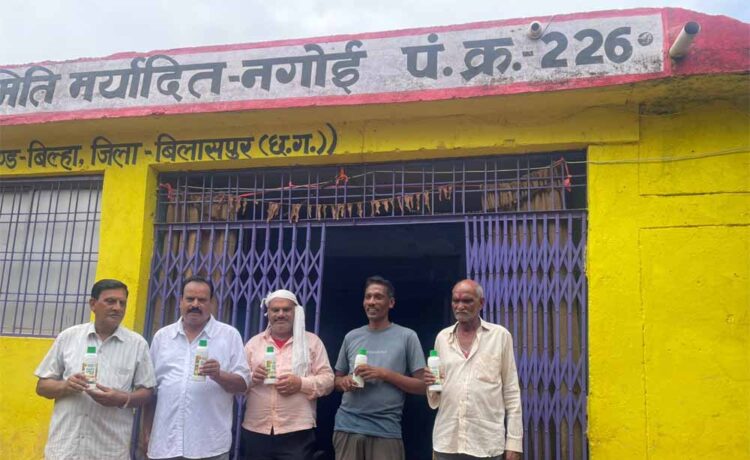 मिति मर्यादित-नगोई पं.क्र.-226
ण्ड-बिल्हा, जिला-बिलासपुर (छ.ग.))